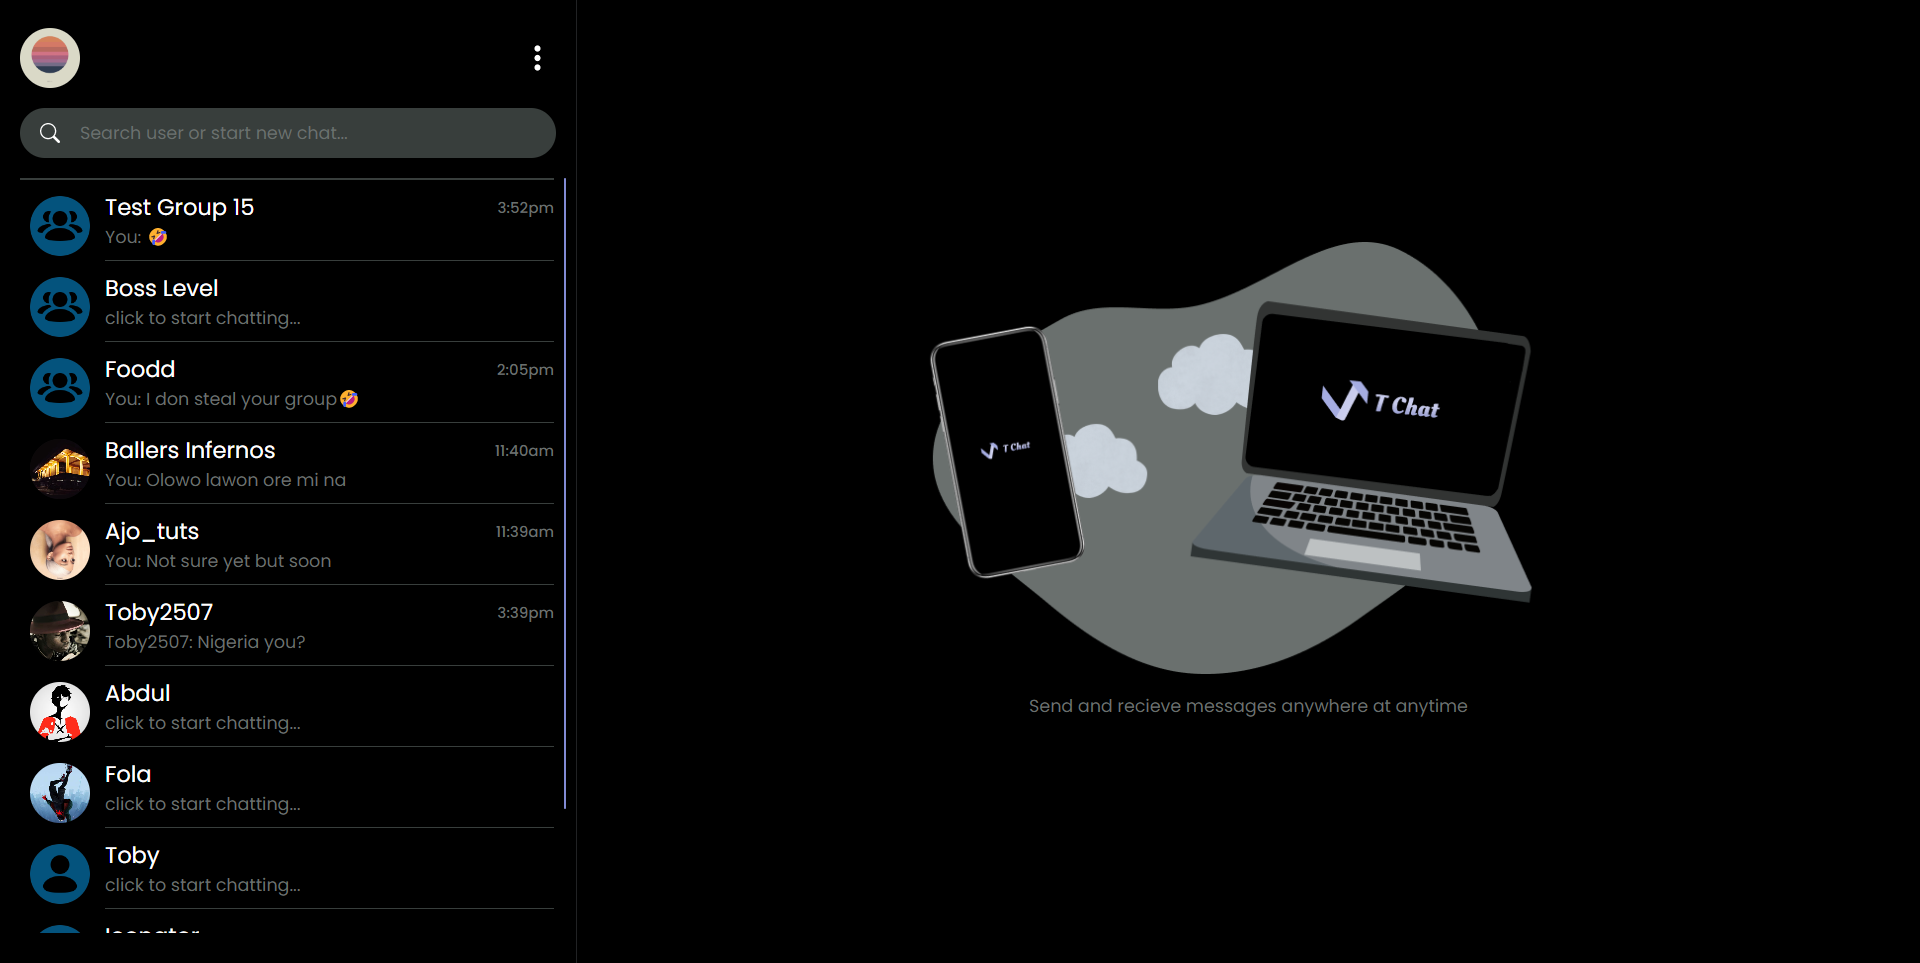 Search user or start new chat...
Test Group 15
3:52pm
You: 🤣
Boss Level
click to start chatting...
Foodd
2:05pm
You: I don steal your group🤣
Ballers Infernos
11:40am
You: Olowo lawon ore mi na
Ajo_tuts
11:39am
You: Not sure yet but soon
Toby2507
3:39pm
Toby2507: Nigeria you?
Abdul
click to start chatting...
Fola
click to start chatting...
Toby
click to start chatting...
T Chat
T Chat
Send and recieve messages anywhere at anytime